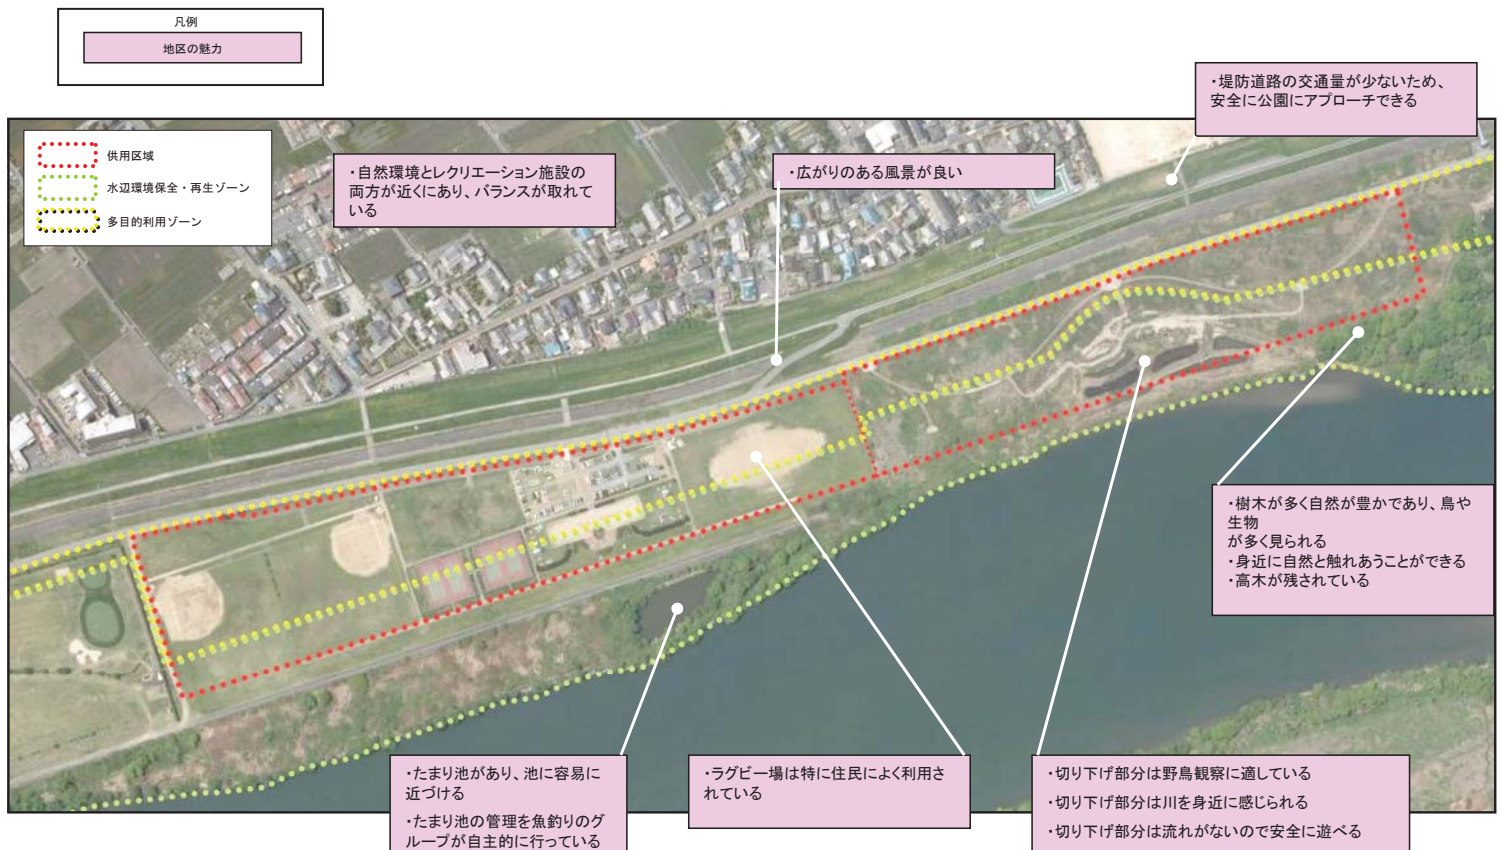 凡例
地区の魅力
・堤防道路の交通量が少ないため、
安全に公園にアプローチできる
供用区域
水辺環境保全・再生ゾーン
多目的利用ゾーン
・自然環境とレクリエーション施設の
両方が近くにあり、バランスが取れて
いる
・広がりのある風景が良い
・樹木が多く自然が豊かであり、鳥や
生物
が多く見られる
・身近に自然と触れあうことができる
・高木が残されている
・たまり池があり、池に容易に
近づける
・たまり池の管理を魚釣りのグ
ループが自主的に行っている
・ラグビー場は特に住民によく利用さ
れている
・切り下げ部分は野鳥観察に適している
・切り下げ部分は川を身近に感じられる
・切り下げ部分は流れがないので安全に遊べる